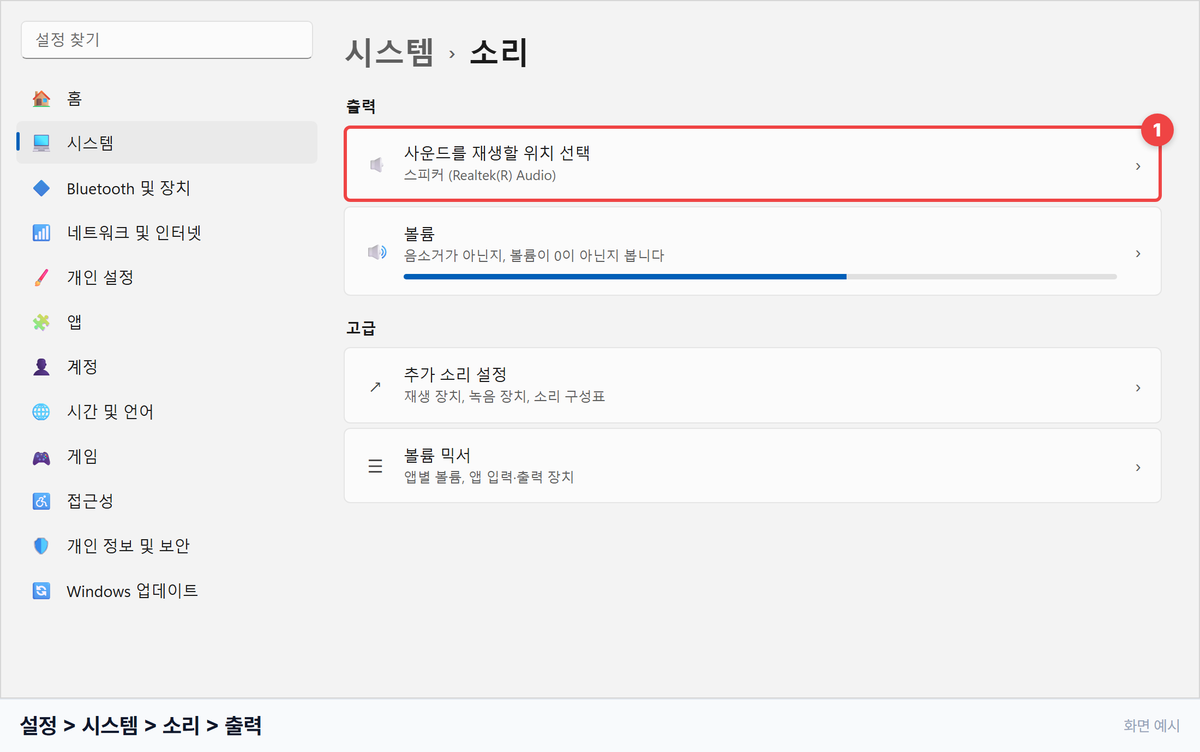 설정 찾기
홈
시스템
Bluetooth 및 장치
네트워크 및 인터넷
개인 설정
앱
계정
시간 및 언어
게임
접근성
개인 정보 및 보안
Windows 업데이트
시스템 › 소리
출력
1
사운드를 재생할 위치 선택
스피커 (Realtek(R) Audio)
볼륨
음소거가 아닌지, 볼륨이 0이 아닌지 봅니다
고급
추가 소리 설정
재생 장치, 녹음 장치, 소리 구성표
볼륨 믹서
앱별 볼륨, 앱 입력·출력 장치
설정 > 시스템 > 소리 > 출력
화면 예시